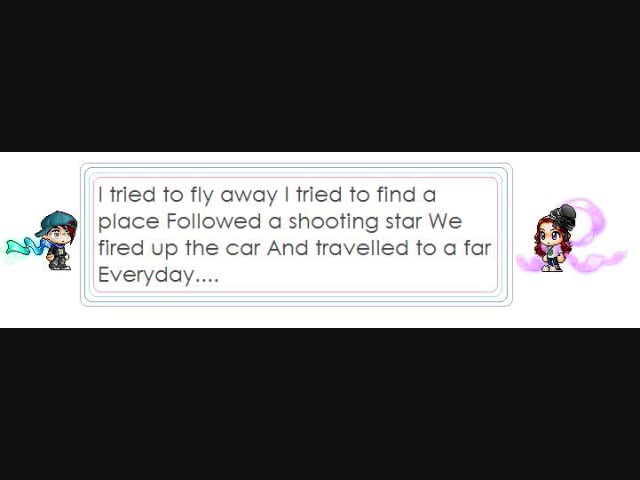 I tried to fly away I tried to find a
place Followed a shooting star We
fired up the car And travelled to a far
Everyday....